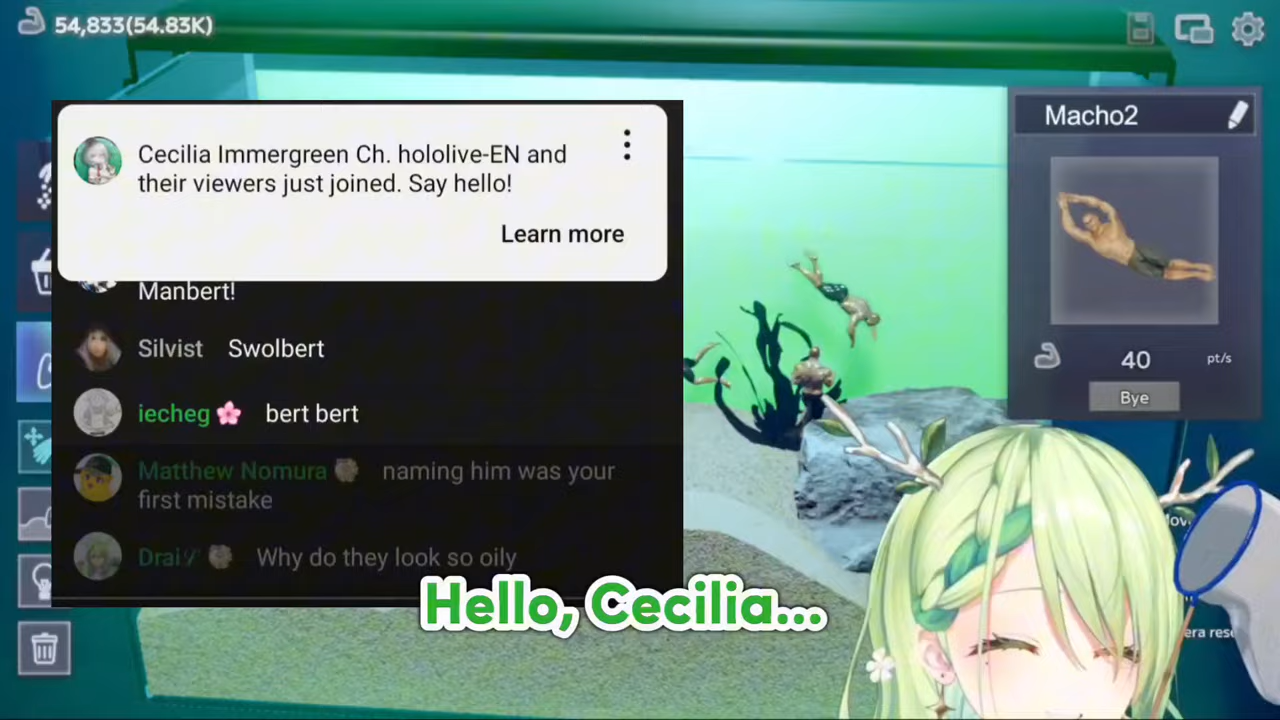 54,833(54.83K)
Macho2
Cecilia Immergreen Ch. hololive-EN and
their viewers just joined. Say hello!
Learn more
Manbert!
Silvist Swolbert
iecheg bert bert
Matthew Nomura naming him was your
first mistake
Drai𝒮 Why do they look so oily
40 pt/s
Bye
Hello, Cecilia...